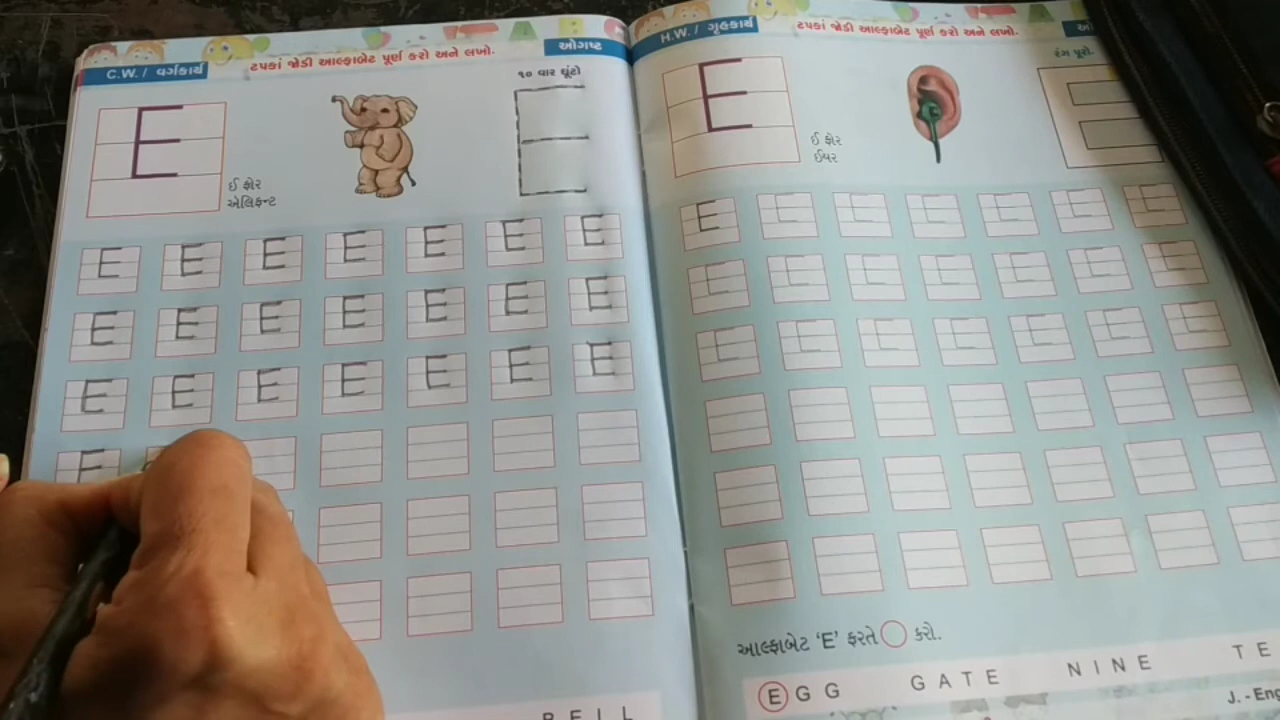 C.W. / વર્ગકાર્ય
ટપકાં જોડી આલ્ફાબેટ પૂર્ણ કરો અને લખો.
ઓગષ્ટ
૧૦ વાર ઘૂંટો
E
ઈ ફોર
એલિફન્ટ
E E E E E E E
E E E E E E E
E E E E E E E
E
BELL
H.W. / ગૃહકાર્ય
ટપકાં જોડી આલ્ફાબેટ પૂર્ણ કરો અને લખો.
રંગ પૂરો.
E
ઈ ફોર
ઈયર
E E E E E E E
E E E E E E E
E E E E E E E
આલ્ફાબેટ ‘E’ ફરતે ◯ કરો.
EGG GATE NINE TE
J. - Eng